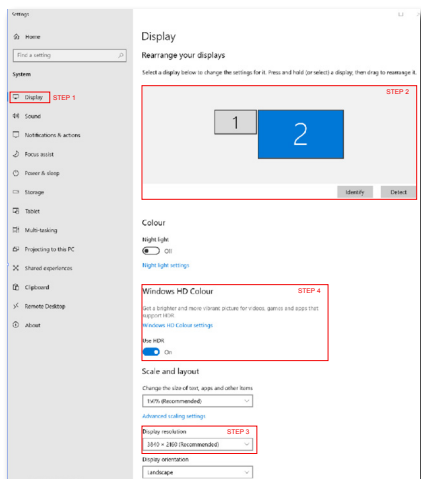 Settings
Home
Find a setting
System
Display STEP 1
Sound
Notifications & actions
Focus assist
Power & sleep
Storage
Tablet
Multi-tasking
Projecting to this PC
Shared experiences
Clipboard
Remote Desktop
About
Display
Rearrange your displays
Select a display below to change the settings for it. Press and hold (or select) a display, then drag to rearrange it.
STEP 2
1
2
Identify Detect
Colour
Night light
Off
Night light settings
Windows HD Colour STEP 4
Get a brighter and more vibrant picture for videos, games and apps that
support HDR.
Windows HD Colour settings
Use HDR
On
Scale and layout
Change the size of text, apps and other items
(Recommended)
Advanced scaling settings
Display resolution STEP 3
3840 × 2160 (Recommended)
Display orientation
Landscape